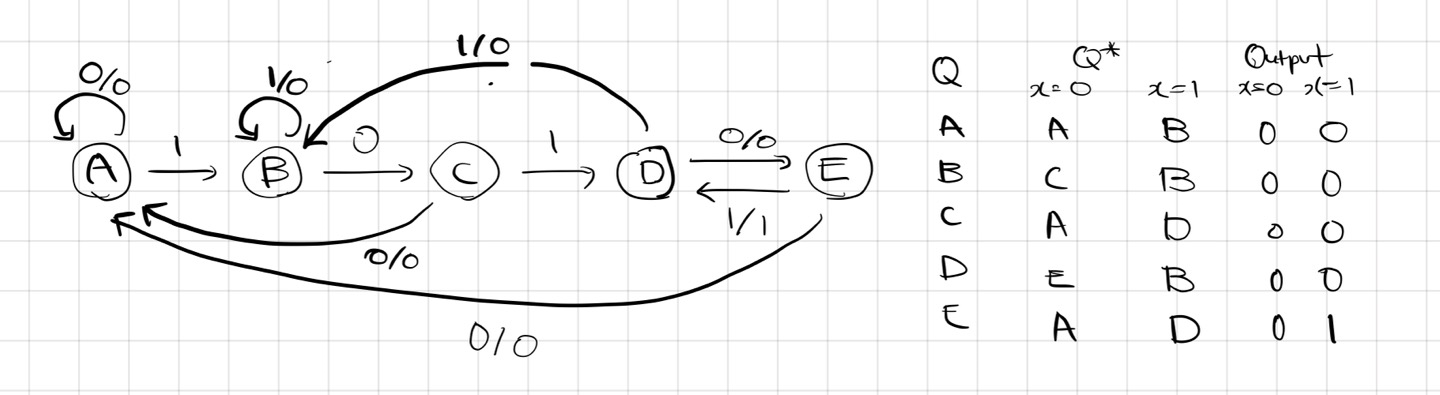 1/0
0/0
1/0
1
0
1
0/0
A
B
C
D
E
1/1
0/0
0/0
Q Q* Output
x=0 x=1 x=0 x=1
A A B 0 0
B C B 0 0
C A D 0 0
D E B 0 0
E A D 0 1